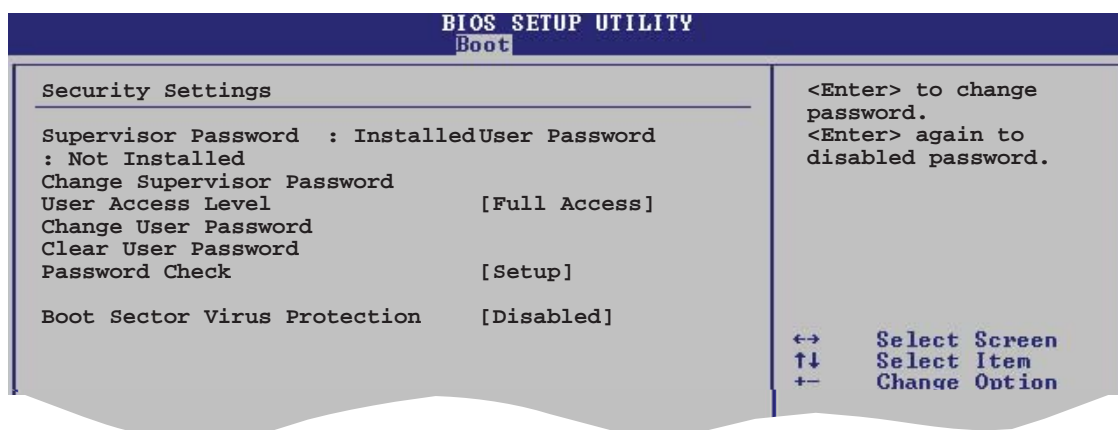 BIOS SETUP UTILITY
Boot
Security Settings
Supervisor Password : InstalledUser Password
: Not Installed
Change Supervisor Password
User Access Level [Full Access]
Change User Password
Clear User Password
Password Check [Setup]
Boot Sector Virus Protection [Disabled]
<Enter> to change
password.
<Enter> again to
disabled password.
←→ Select Screen
↑↓ Select Item
+- Change Option